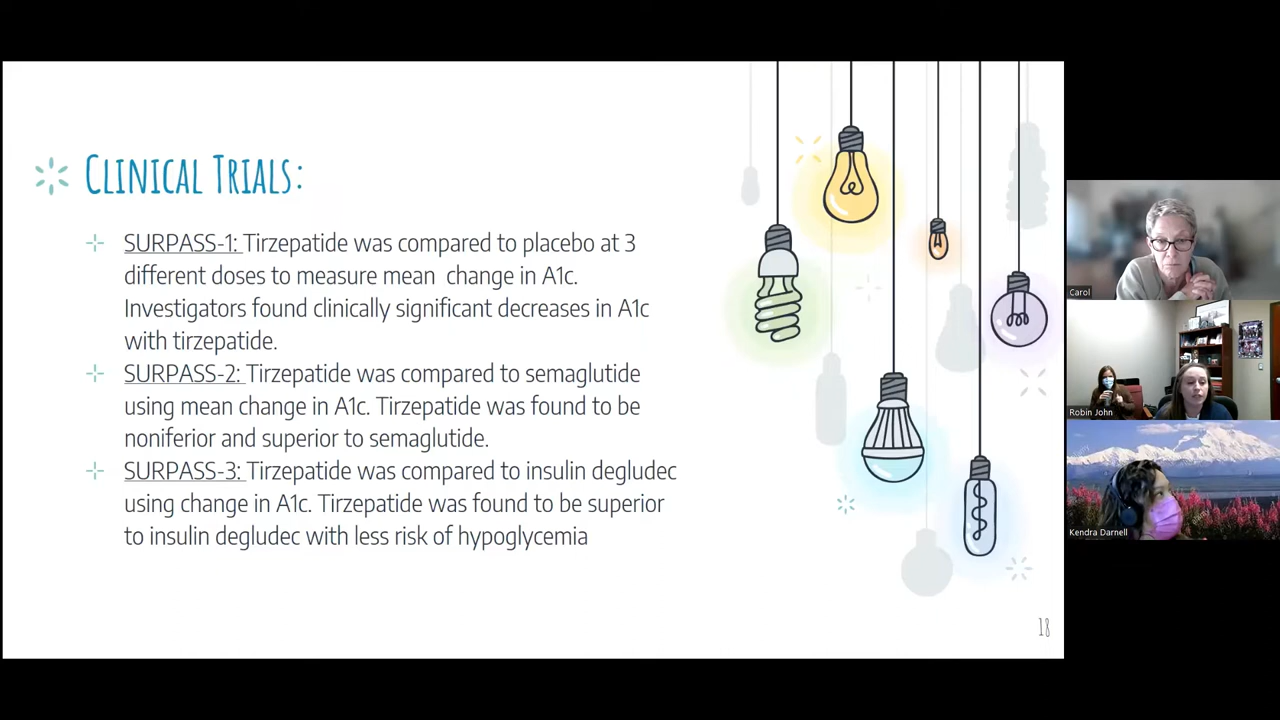 Clinical Trials:
SURPASS-1: Tirzepatide was compared to placebo at 3
different doses to measure mean change in A1c.
Investigators found clinically significant decreases in A1c
with tirzepatide.
SURPASS-2: Tirzepatide was compared to semaglutide
using mean change in A1c. Tirzepatide was found to be
noniferior and superior to semaglutide.
SURPASS-3: Tirzepatide was compared to insulin degludec
using change in A1c. Tirzepatide was found to be superior
to insulin degludec with less risk of hypoglycemia
18
Carol
Robin John
Kendra Darnell